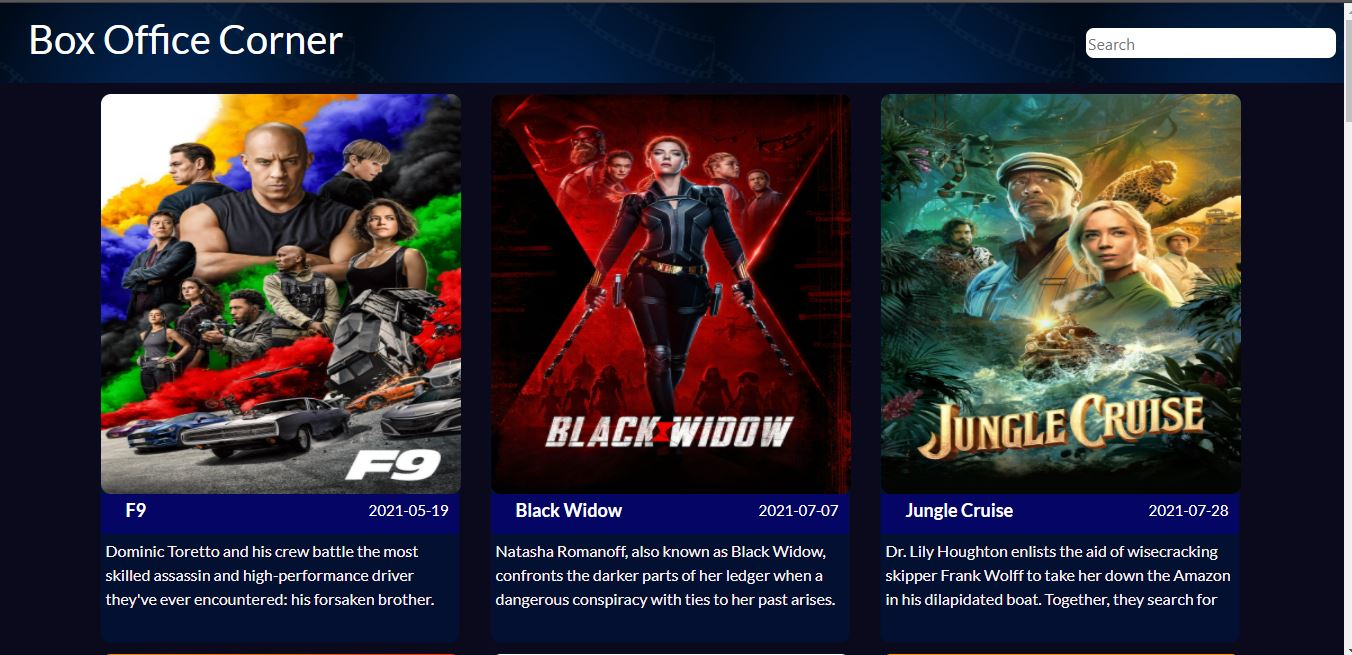 Box Office Corner
Search
F9
BLACK WIDOW
JUNGLE CRUISE
F9 2021-05-19
Dominic Toretto and his crew battle the most
skilled assassin and high-performance driver
they've ever encountered: his forsaken brother.
Black Widow 2021-07-07
Natasha Romanoff, also known as Black Widow,
confronts the darker parts of her ledger when a
dangerous conspiracy with ties to her past arises.
Jungle Cruise 2021-07-28
Dr. Lily Houghton enlists the aid of wisecracking
skipper Frank Wolff to take her down the Amazon
in his dilapidated boat. Together, they search for